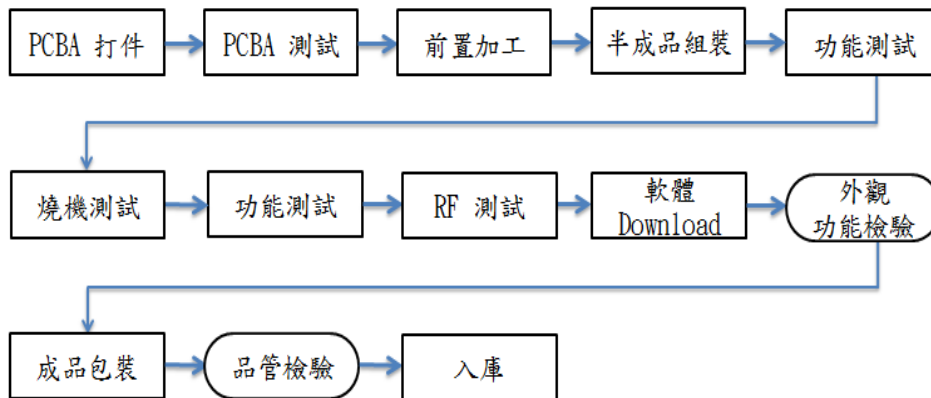 PCBA 打件
PCBA 測試
前置加工
半成品組裝
功能測試
燒機測試
功能測試
RF 測試
軟體
Download
外觀
功能檢驗
成品包裝
品管檢驗
入庫